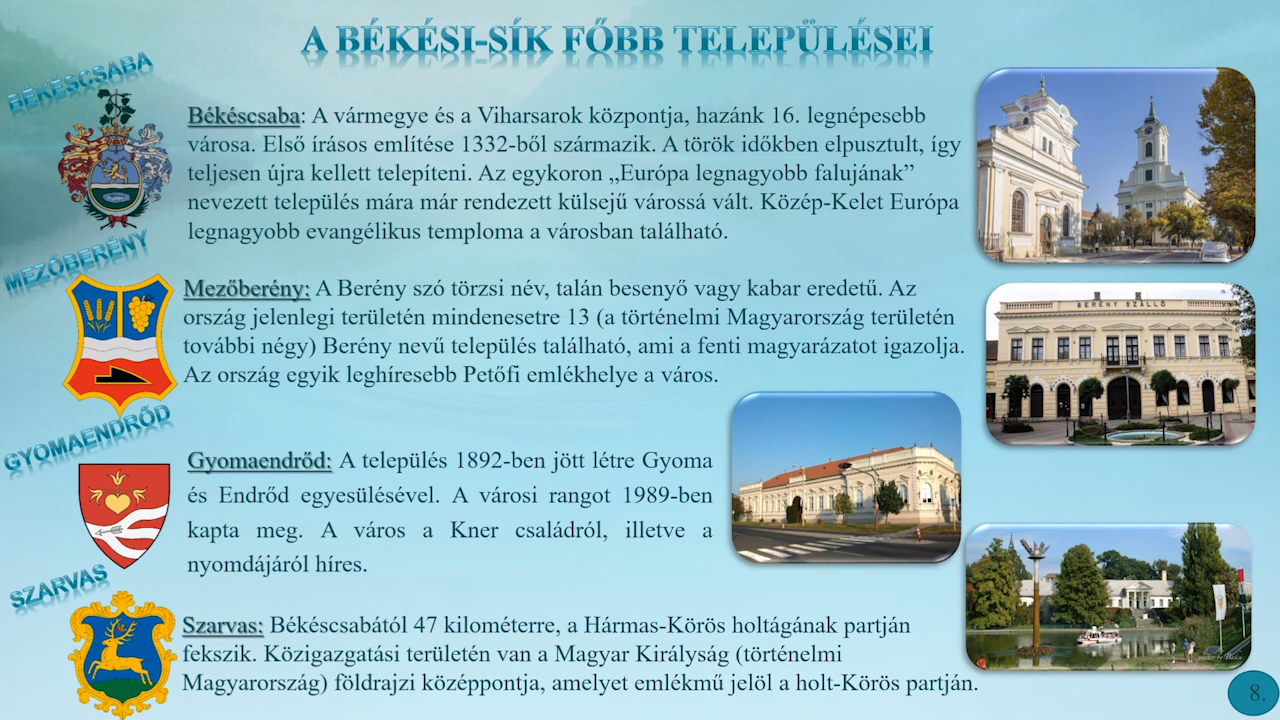 A BÉKÉSI-SÍK FŐBB TELEPÜLÉSEI
BÉKÉSCSABA
Békéscsaba: A vármegye és a Viharsarok központja, hazánk 16. legnépesebb
városa. Első írásos említése 1332-ből származik. A török időkben elpusztult, így
teljesen újra kellett telepíteni. Az egykoron „Európa legnagyobb falujának”
nevezett település mára már rendezett külsejű várossá vált. Közép-Kelet Európa
legnagyobb evangélikus temploma a városban található.
MEZŐBERÉNY
Mezőberény: A Berény szó törzsi név, talán besenyő vagy kabar eredetű. Az
ország jelenlegi területén mindenesetre 13 (a történelmi Magyarország területén
további négy) Berény nevű település található, ami a fenti magyarázatot igazolja.
Az ország egyik leghíresebb Petőfi emlékhelye a város.
BERÉNY SZÁLLÓ
GYOMAENDRŐD
Gyomaendrőd: A település 1892-ben jött létre Gyoma
és Endrőd egyesülésével. A városi rangot 1989-ben
kapta meg. A város a Kner családról, illetve a
nyomdájáról híres.
SZARVAS
Szarvas: Békéscsabától 47 kilométerre, a Hármas-Körös holtágának partján
fekszik. Közigazgatási területén van a Magyar Királyság (történelmi
Magyarország) földrajzi középpontja, amelyet emlékmű jelöl a holt-Körös partján.
8.